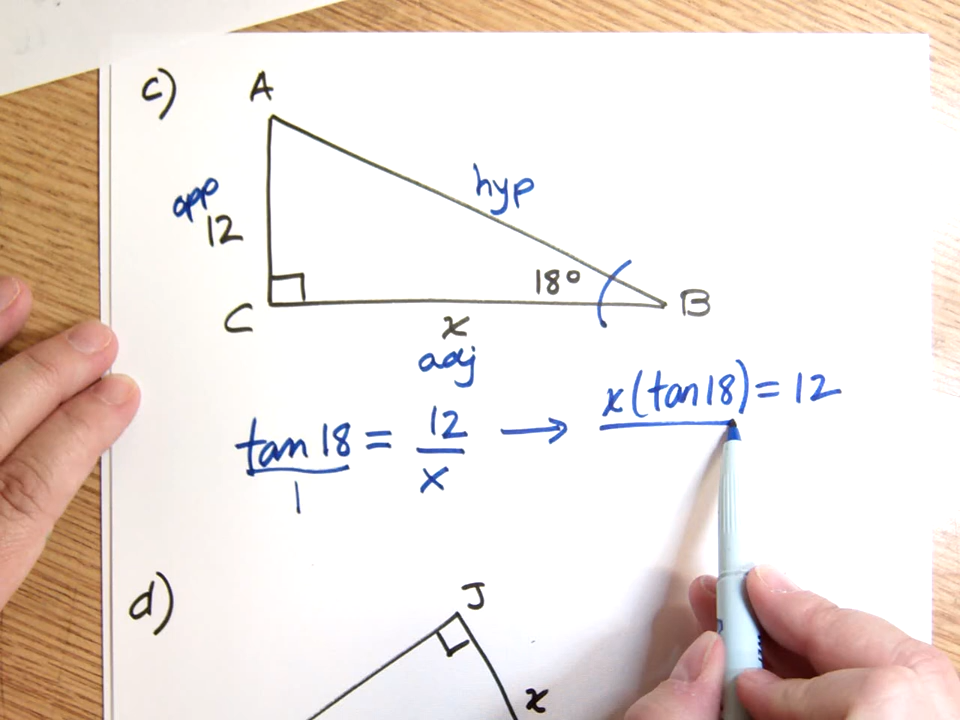 c)
A
opp
12
hyp
18°
C
B
x
adj
tan 18 / 1 = 12 / x → x(tan 18) = 12
d)
J
x